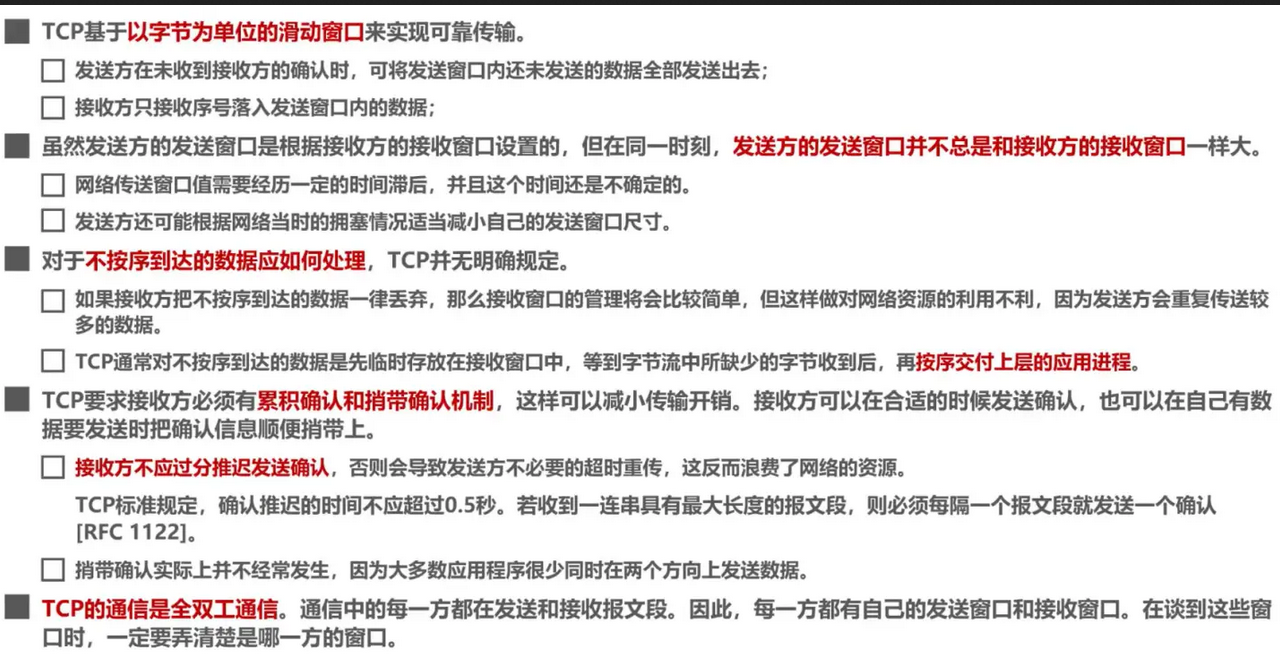 TCP基于以字节为单位的滑动窗口来实现可靠传输。
发送方在未收到接收方的确认时，可将发送窗口内还未发送的数据全部发送出去；
接收方只接收序号落入发送窗口内的数据；
虽然发送方的发送窗口是根据接收方的接收窗口设置的，但在同一时刻，发送方的发送窗口并不总是和接收方的接收窗口一样大。
网络传送窗口值需要经历一定的时间滞后，并且这个时间还是不确定的。
发送方还可能根据网络当时的拥塞情况适当减小自己的发送窗口尺寸。
对于不按序到达的数据应如何处理，TCP并无明确规定。
如果接收方把不按序到达的数据一律丢弃，那么接收窗口的管理将会比较简单，但这样做对网络资源的利用不利，因为发送方会重复传送较
多的数据。
TCP通常对不按序到达的数据是先临时存放在接收窗口中，等到字节流中所缺少的字节收到后，再按序交付上层的应用进程。
TCP要求接收方必须有累积确认和捎带确认机制，这样可以减小传输开销。接收方可以在合适的时候发送确认，也可以在自己有数
据要发送时把确认信息顺便捎带上。
接收方不应过分推迟发送确认，否则会导致发送方不必要的超时重传，这反而浪费了网络的资源。
TCP标准规定，确认推迟的时间不应超过0.5秒。若收到一连串具有最大长度的报文段，则必须每隔一个报文段就发送一个确认
[RFC 1122]。
捎带确认实际上并不经常发生，因为大多数应用程序很少同时在两个方向上发送数据。
TCP的通信是全双工通信。通信中的每一方都在发送和接收报文段。因此，每一方都有自己的发送窗口和接收窗口。在谈到这些窗
口时，一定要弄清楚是哪一方的窗口。